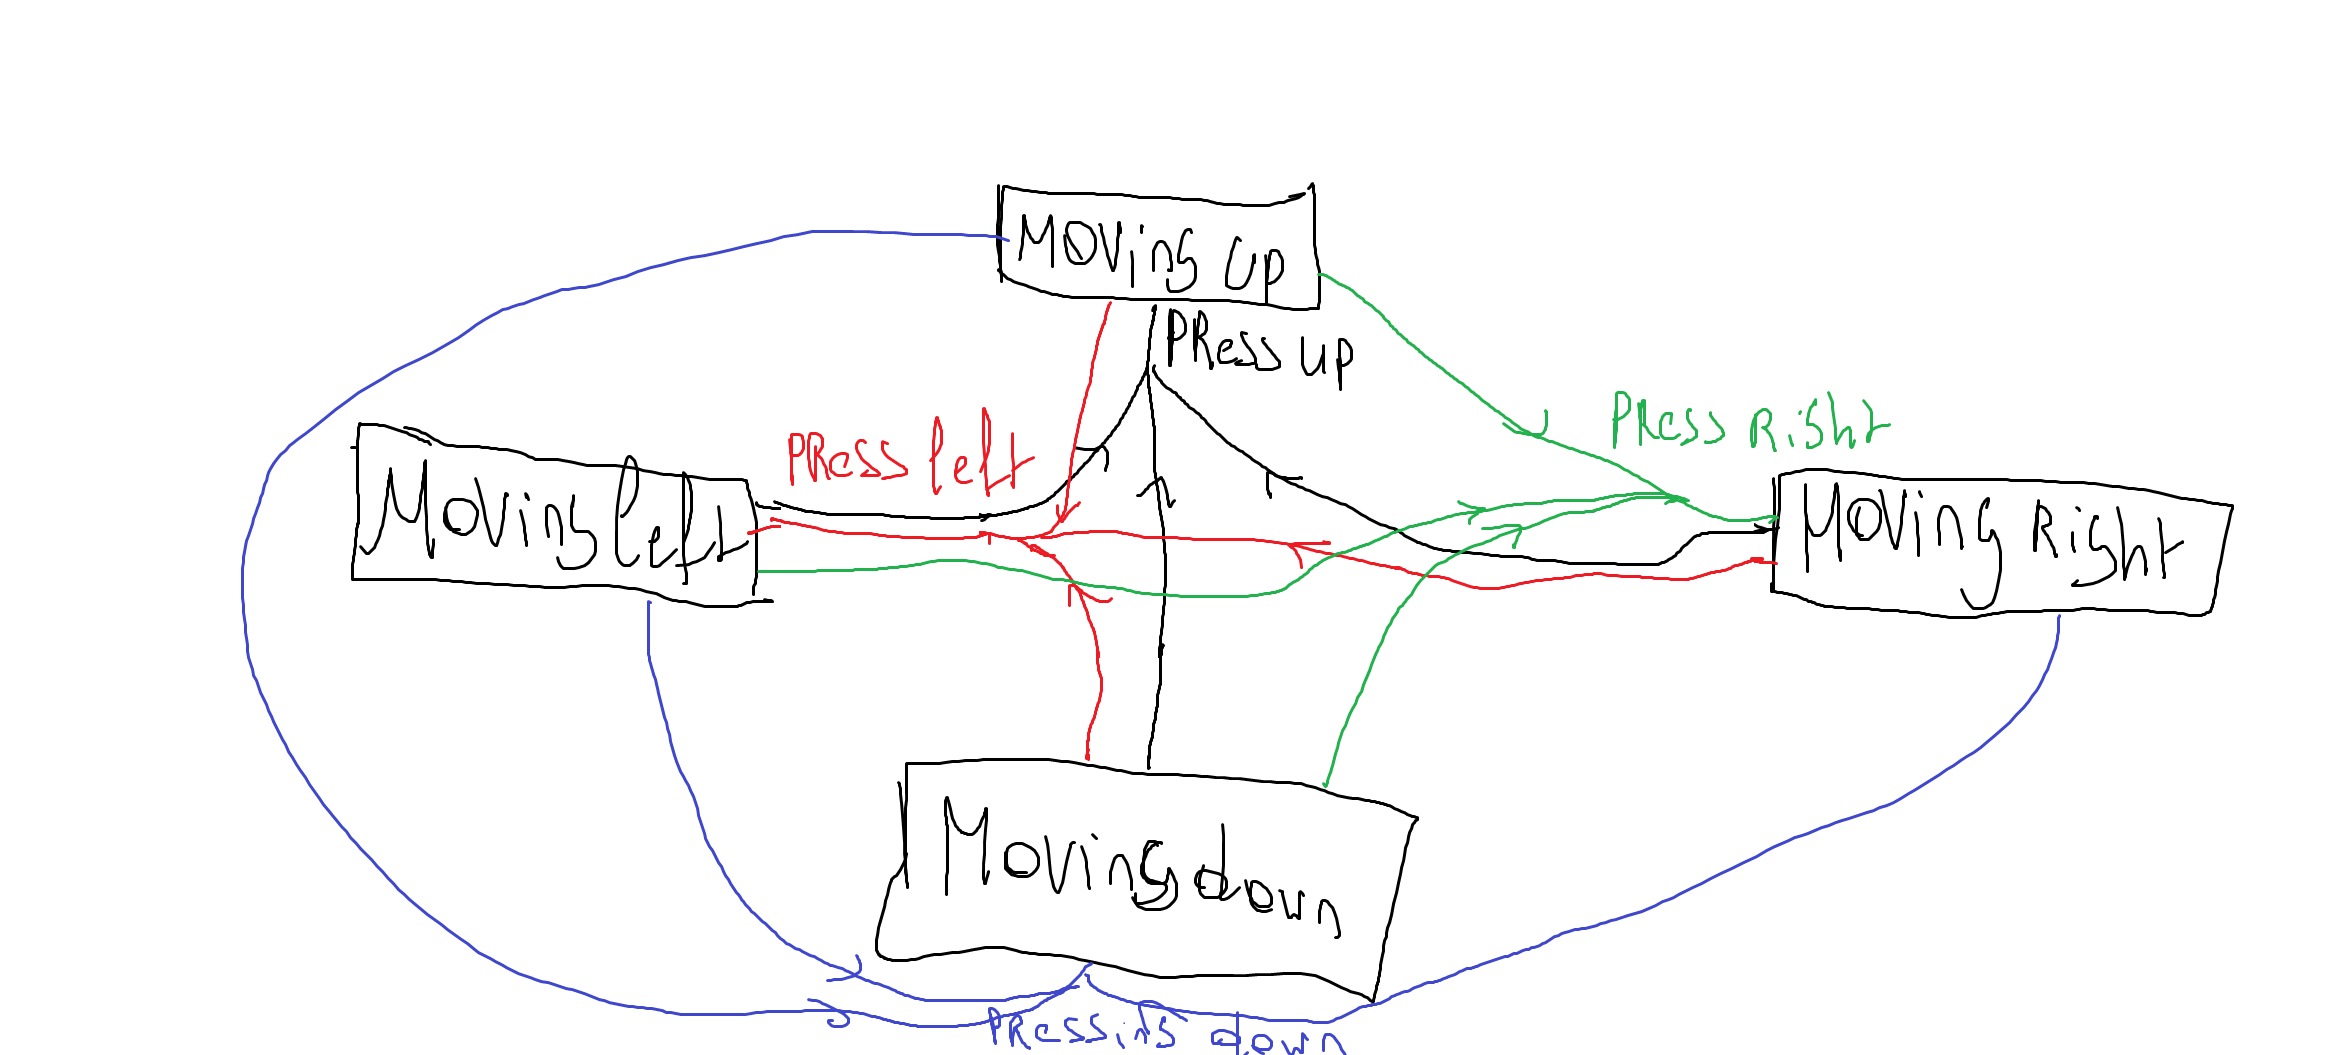 Moving up
Press up
Press left
Press Right
Moving left
Moving Right
Moving down
Pressing down